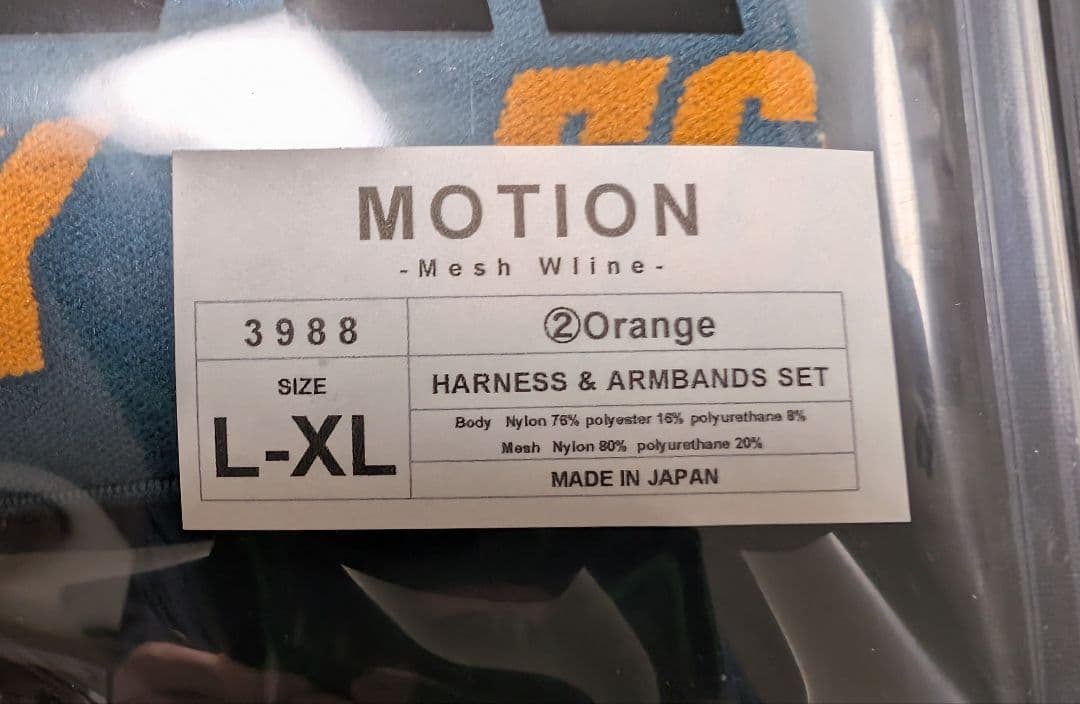 MOTION
-Mesh Wline-
3988
②Orange
SIZE
L-XL
HARNESS & ARMBANDS SET
Body Nylon 76% polyester 16% polyurethane 8%
Mesh Nylon 80% polyurethane 20%
MADE IN JAPAN